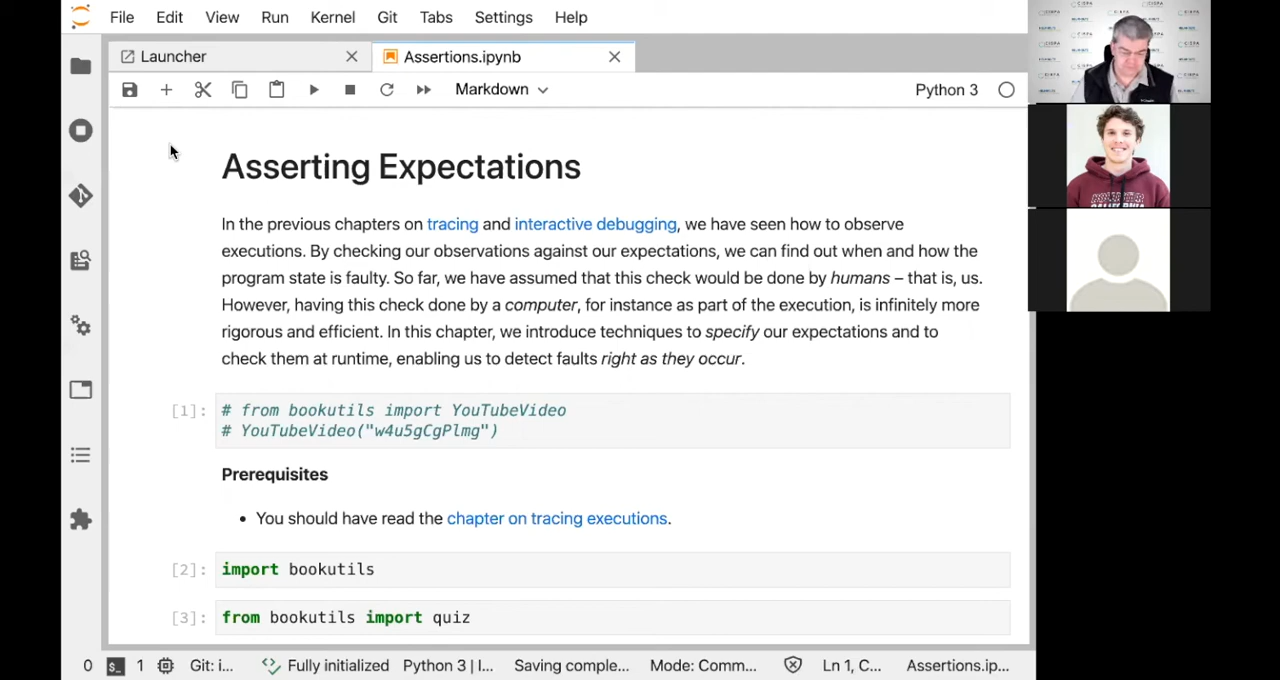 File Edit View Run Kernel Git Tabs Settings Help
Launcher
Assertions.ipynb
Markdown
Python 3
Asserting Expectations
In the previous chapters on tracing and interactive debugging, we have seen how to observe
executions. By checking our observations against our expectations, we can find out when and how the
program state is faulty. So far, we have assumed that this check would be done by humans – that is, us.
However, having this check done by a computer, for instance as part of the execution, is infinitely more
rigorous and efficient. In this chapter, we introduce techniques to specify our expectations and to
check them at runtime, enabling us to detect faults right as they occur.
[1]: # from bookutils import YouTubeVideo
# YouTubeVideo("w4u5gCgPlmg")
Prerequisites
• You should have read the chapter on tracing executions.
[2]: import bookutils
[3]: from bookutils import quiz
0 $_ 1 Git: i... Fully initialized Python 3 | I... Saving comple... Mode: Comm... Ln 1, C... Assertions.ip...
CISPA